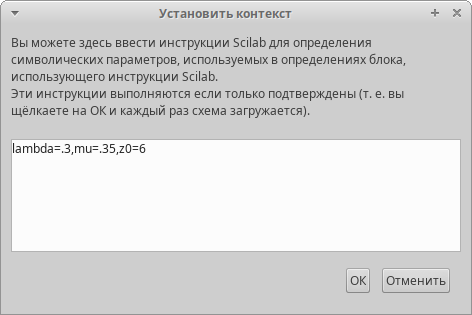 Установить контекст
Вы можете здесь ввести инструкции Scilab для определения
символических параметров, используемых в определениях блока,
использующего инструкции Scilab.
Эти инструкции выполняются если только подтверждены (т. е. вы
щёлкаете на ОК и каждый раз схема загружается).
lambda=.3,mu=.35,z0=6
ОК Отменить